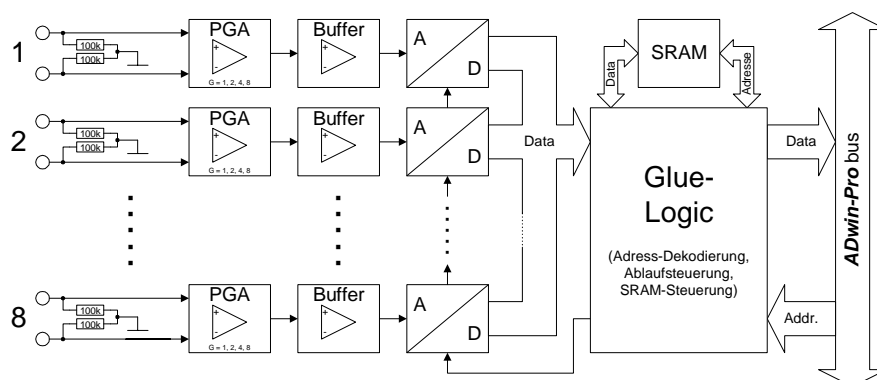 1
100k
100k
PGA
+
-
G = 1, 2, 4, 8
Buffer
+
-
A
D
2
100k
100k
PGA
+
-
G = 1, 2, 4, 8
Buffer
+
-
A
D
8
100k
100k
PGA
+
-
G = 1, 2, 4, 8
Buffer
+
-
A
D
Data
SRAM
Data
Adresse
Glue-
Logic
(Adress-Dekodierung,
Ablaufsteuerung,
SRAM-Steuerung)
Data
Addr.
ADwin-Pro bus